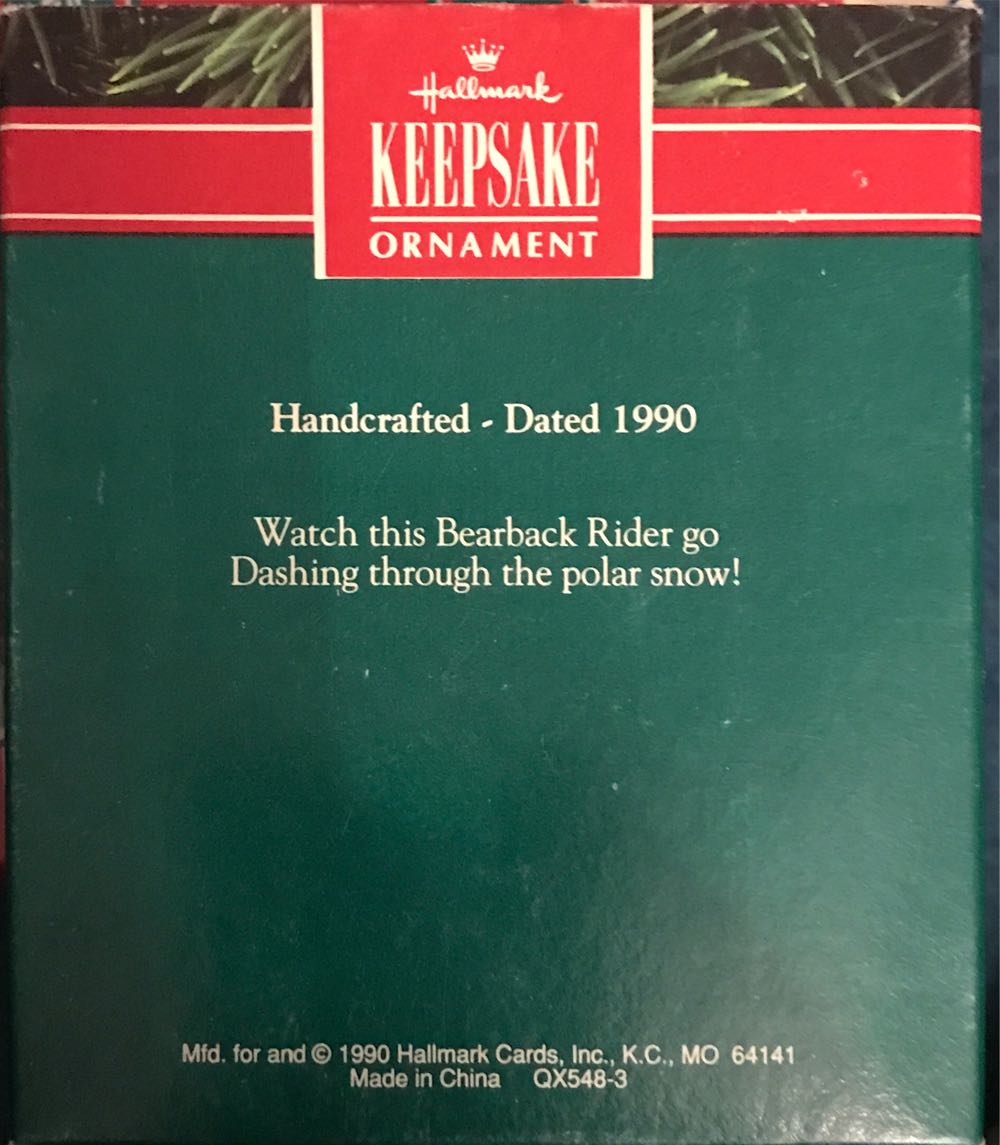 Hallmark
KEEPSAKE
ORNAMENT
Handcrafted - Dated 1990
Watch this Bearback Rider go
Dashing through the polar snow!
Mfd. for and © 1990 Hallmark Cards, Inc., K.C., MO 64141
Made in China QX548-3